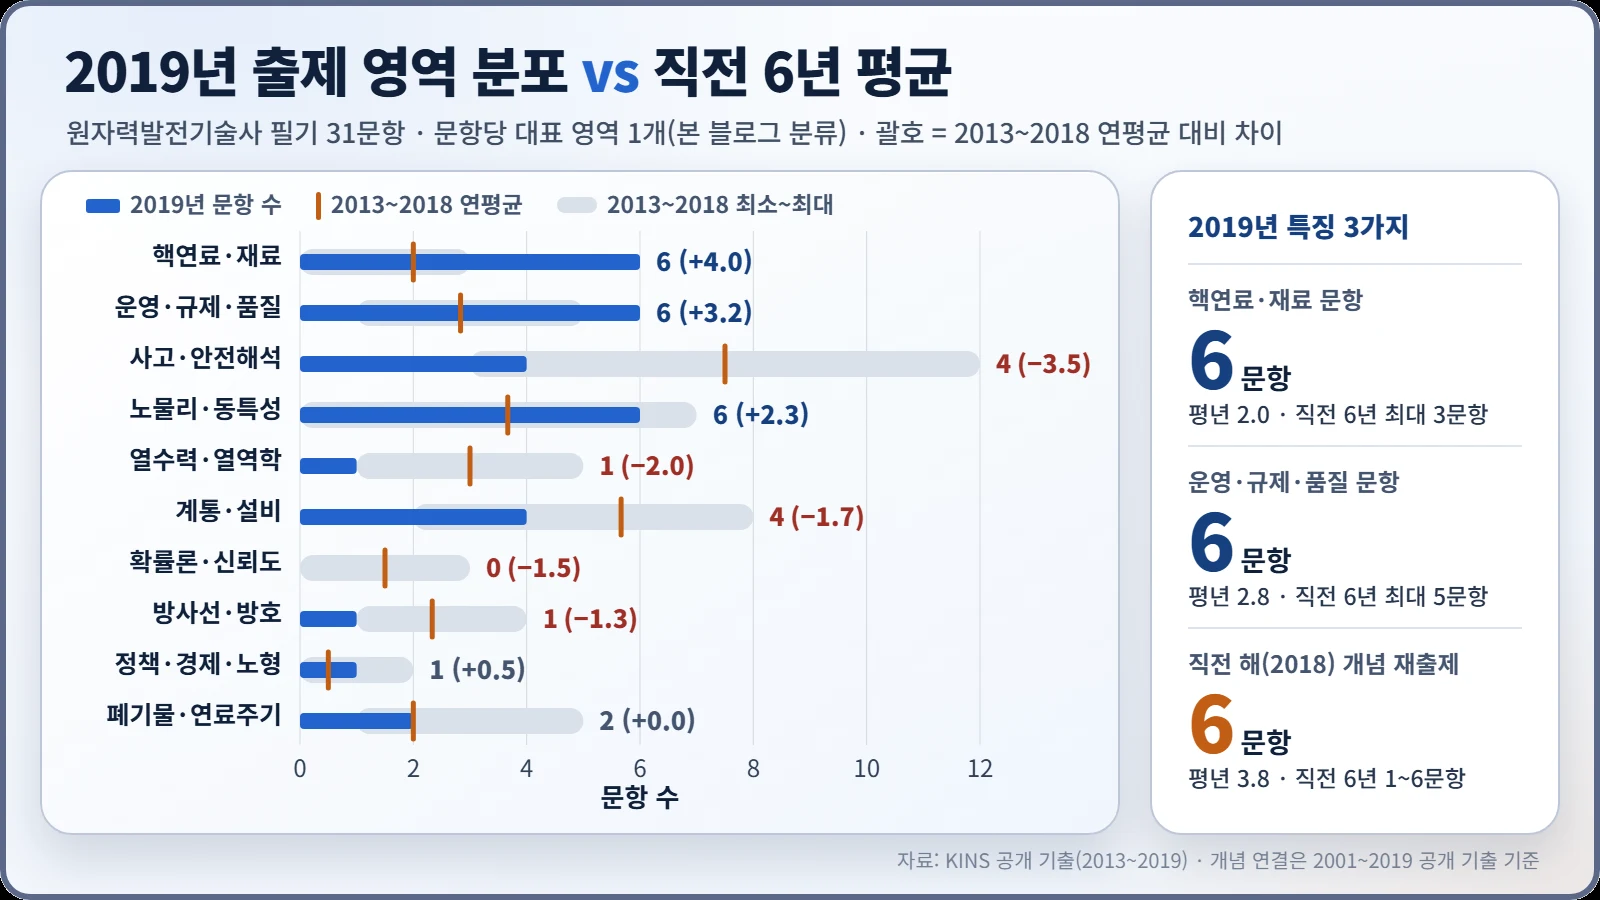 2019년 출제 영역 분포 vs 직전 6년 평균
원자력발전기술사 필기 31문항 · 문항당 대표 영역 1개(본 블로그 분류) · 괄호 = 2013~2018 연평균 대비 차이
2019년 문항 수 2013~2018 연평균 2013~2018 최소~최대
핵연료·재료 6 (+4.0)
운영·규제·품질 6 (+3.2)
사고·안전해석 4 (−3.5)
노물리·동특성 6 (+2.3)
열수력·열역학 1 (−2.0)
계통·설비 4 (−1.7)
확률론·신뢰도 0 (−1.5)
방사선·방호 1 (−1.3)
정책·경제·노형 1 (+0.5)
폐기물·연료주기 2 (+0.0)
0 2 4 6 8 10 12
문항 수
2019년 특징 3가지
핵연료·재료 문항
6 문항
평년 2.0 · 직전 6년 최대 3문항
운영·규제·품질 문항
6 문항
평년 2.8 · 직전 6년 최대 5문항
직전 해(2018) 개념 재출제
6 문항
평년 3.8 · 직전 6년 1~6문항
자료: KINS 공개 기출(2013~2019) · 개념 연결은 2001~2019 공개 기출 기준